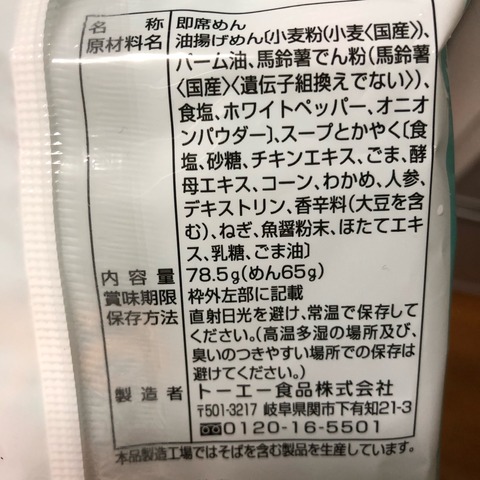 名称 即席めん
原材料名 油揚げめん〔小麦粉(小麦〈国産〉)、
パーム油、馬鈴薯でん粉(馬鈴薯
〈国産〉〈遺伝子組換えでない〉)、
食塩、ホワイトペッパー、オニオ
ンパウダー〕、スープとかやく〔食
塩、砂糖、チキンエキス、ごま、酵
母エキス、コーン、わかめ、人参、
デキストリン、香辛料(大豆を含
む)、ねぎ、魚醤粉末、ほたてエキ
ス、乳糖、ごま油〕
内容量 78.5g(めん65g)
賞味期限 枠外左部に記載
保存方法 直射日光を避け、常温で保存して
ください。(高温多湿の場所及び、
臭いのつきやすい場所での保存は
避けてください。)
製造者 トーエー食品株式会社
〒501-3217 岐阜県関市下有知21-3
0120-16-5501
本品製造工場ではそばを含む製品を生産しています。